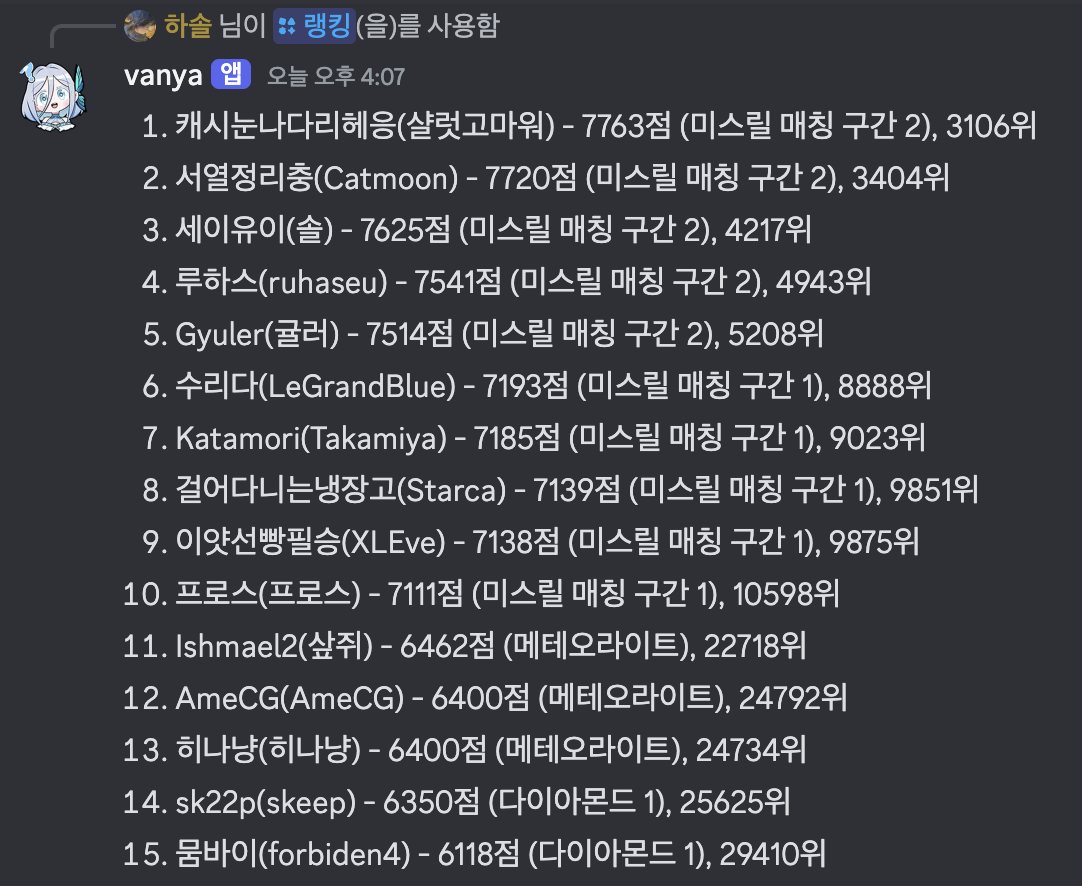 하솔 님이 랭킹(을)를 사용함
vanya 앱 오늘 오후 4:07
1. 캐시눈나다리헤응(샬럿고마워) - 7763점 (미스릴 매칭 구간 2), 3106위
2. 서열정리충(Catmoon) - 7720점 (미스릴 매칭 구간 2), 3404위
3. 세이유이(솔) - 7625점 (미스릴 매칭 구간 2), 4217위
4. 루하스(ruhaseu) - 7541점 (미스릴 매칭 구간 2), 4943위
5. Gyuler(귤러) - 7514점 (미스릴 매칭 구간 2), 5208위
6. 수리다(LeGrandBlue) - 7193점 (미스릴 매칭 구간 1), 8888위
7. Katamori(Takamiya) - 7185점 (미스릴 매칭 구간 1), 9023위
8. 걸어다니는냉장고(Starca) - 7139점 (미스릴 매칭 구간 1), 9851위
9. 이얏선빵필승(XLEve) - 7138점 (미스릴 매칭 구간 1), 9875위
10. 프로스(프로스) - 7111점 (미스릴 매칭 구간 1), 10598위
11. Ishmael2(샆쥐) - 6462점 (메테오라이트), 22718위
12. AmeCG(AmeCG) - 6400점 (메테오라이트), 24792위
13. 히나냥(히나냥) - 6400점 (메테오라이트), 24734위
14. sk22p(skeep) - 6350점 (다이아몬드 1), 25625위
15. 뭄바이(forbiden4) - 6118점 (다이아몬드 1), 29410위